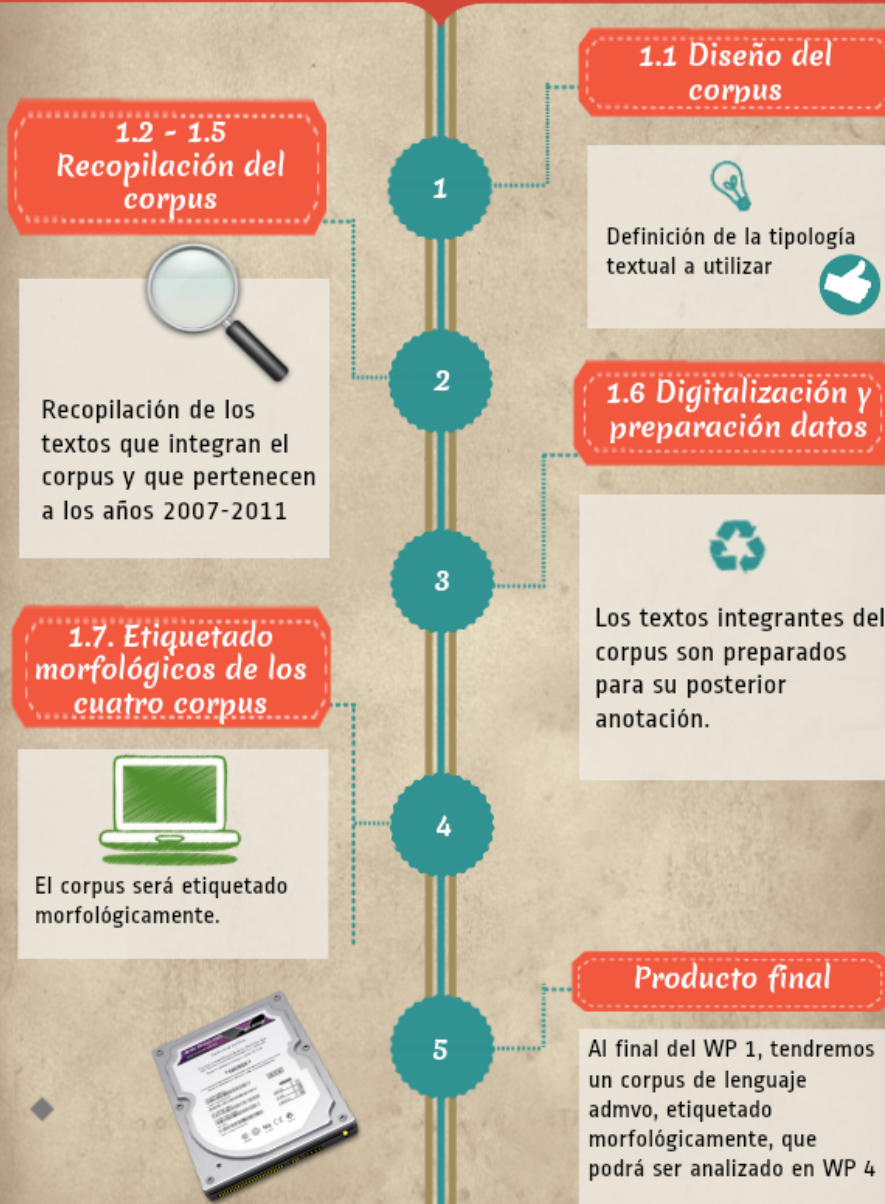 1.1 Diseño del
corpus
1
Definición de la tipología
textual a utilizar
1.2 - 1.5
Recopilación del
corpus
2
Recopilación de los
textos que integran el
corpus y que pertenecen
a los años 2007-2011
1.6 Digitalización y
preparación datos
3
Los textos integrantes del
corpus son preparados
para su posterior
anotación.
1.7. Etiquetado
morfológicos de los
cuatro corpus
4
El corpus será etiquetado
morfológicamente.
Producto final
5
Al final del WP 1, tendremos
un corpus de lenguaje
admvo, etiquetado
morfológicamente, que
podrá ser analizado en WP 4